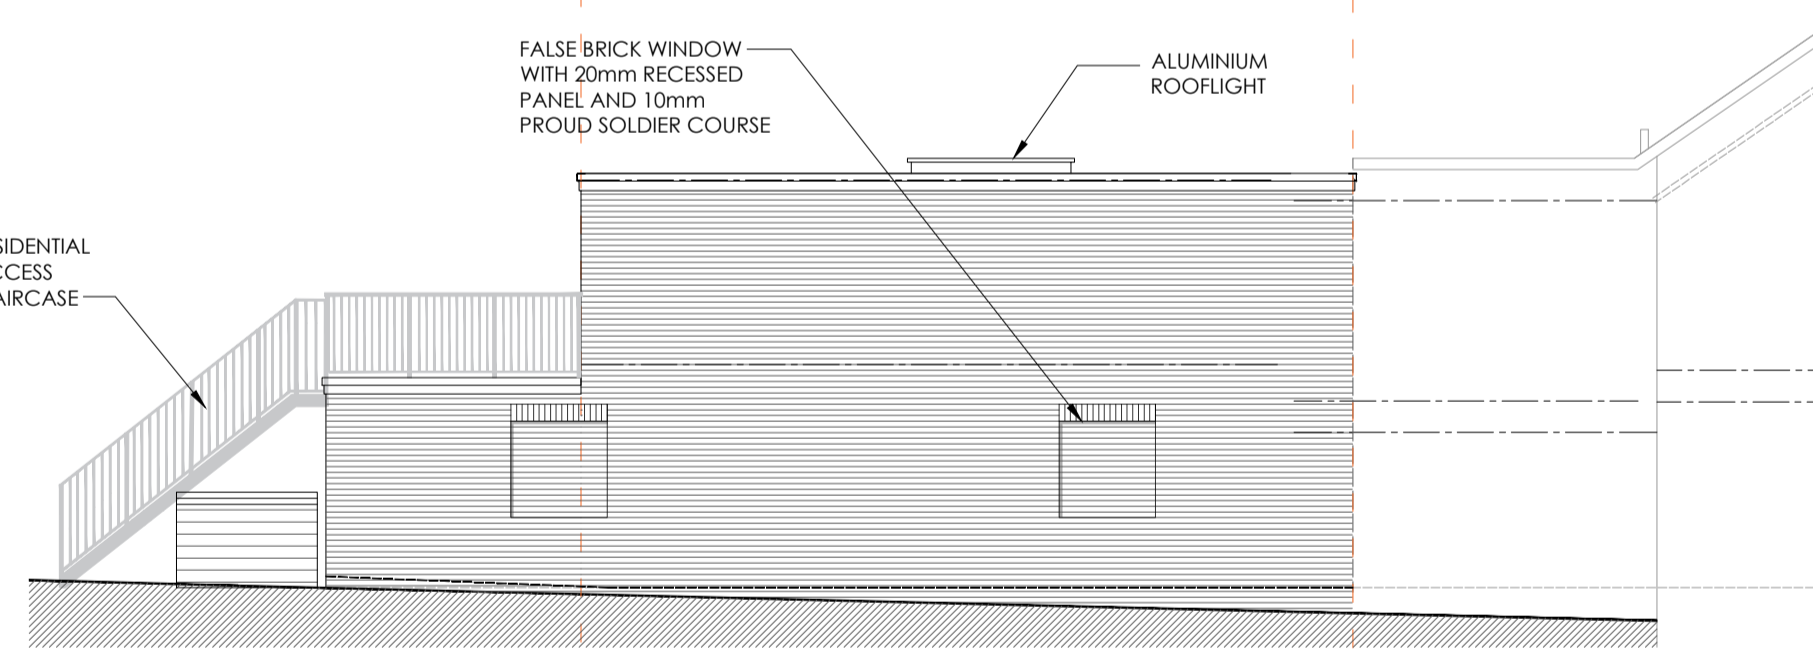 FALSE BRICK WINDOW
WITH 20mm RECESSED
PANEL AND 10mm
PROUD SOLDIER COURSE
ALUMINIUM
ROOFLIGHT
SIDENTIAL
CCESS
AIRCASE